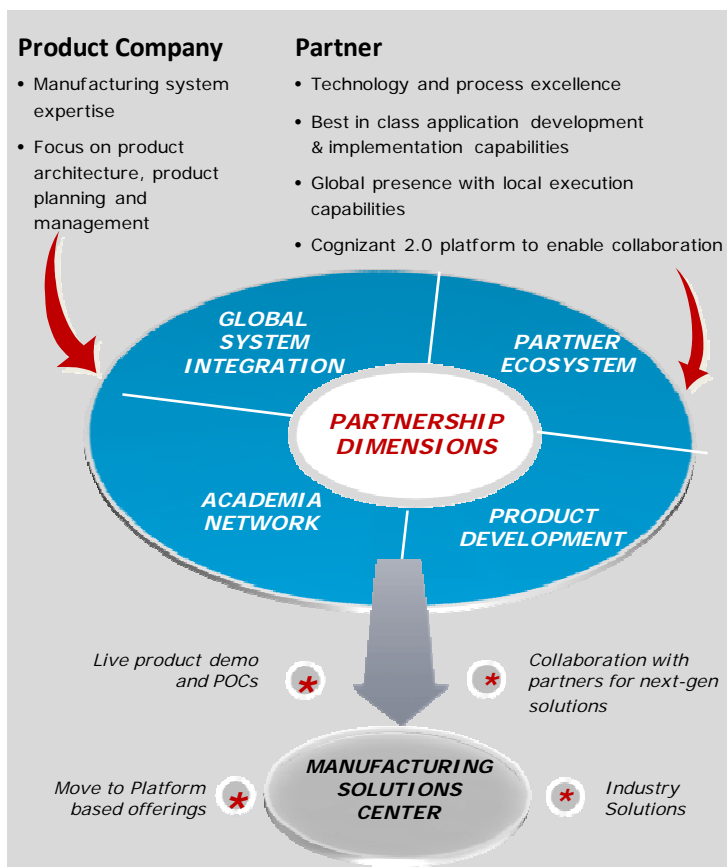 Product Company
• Manufacturing system
expertise
• Focus on product
architecture, product
planning and
management
Partner
• Technology and process excellence
• Best in class application development
& implementation capabilities
• Global presence with local execution
capabilities
• Cognizant 2.0 platform to enable collaboration
GLOBAL
SYSTEM
INTEGRATION
PARTNER
ECOSYSTEM
PARTNERSHIP
DIMENSIONS
ACADEMIA
NETWORK
PRODUCT
DEVELOPMENT
Live product demo
and POCs
*
*
Collaboration with
partners for next-gen
solutions
MANUFACTURING
SOLUTIONS
CENTER
Move to Platform
based offerings
*
*
Industry
Solutions